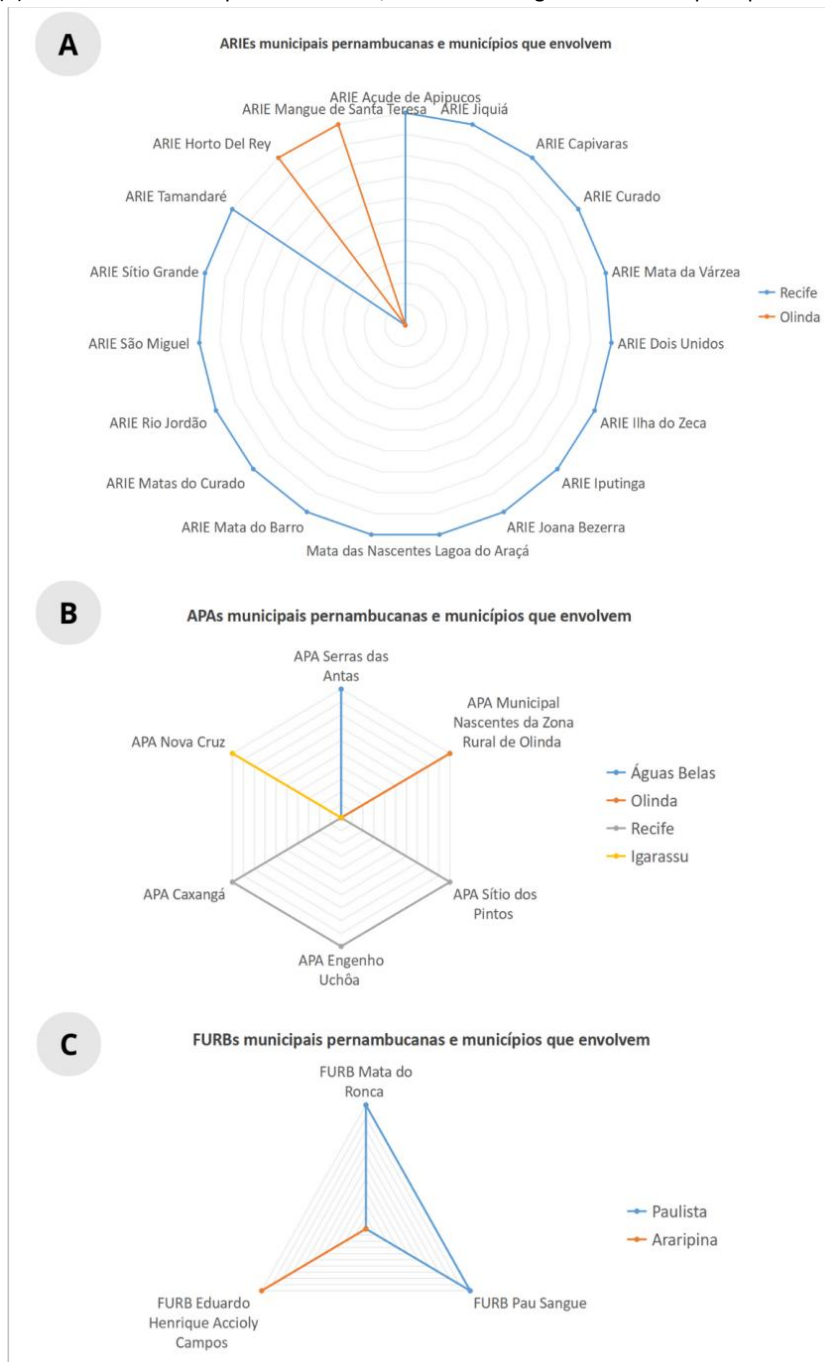 A
ARIEs municipais pernambucanas e municípios que envolvem
ARIE Açude de Apipucos
ARIE Mangue de Santa Teresa
ARIE Jiquiá
ARIE Horto Del Rey
ARIE Capivaras
ARIE Tamandaré
ARIE Curado
ARIE Sítio Grande
ARIE Mata da Várzea
Recife
Olinda
ARIE São Miguel
ARIE Dois Unidos
ARIE Rio Jordão
ARIE Ilha do Zeca
ARIE Matas do Curado
ARIE Iputinga
ARIE Mata do Barro
ARIE Joana Bezerra
Mata das Nascentes Lagoa do Araçá
B
APAs municipais pernambucanas e municípios que envolvem
APA Serras das
Antas
APA Nova Cruz
APA Municipal
Nascentes da Zona
Rural de Olinda
Águas Belas
Olinda
Recife
Igarassu
APA Caxangá
APA Sítio dos
Pintos
APA Engenho
Uchôa
C
FURBs municipais pernambucanas e municípios que envolvem
FURB Mata do
Ronca
Paulista
Araripina
FURB Eduardo
Henrique Accioly
Campos
FURB Pau Sangue